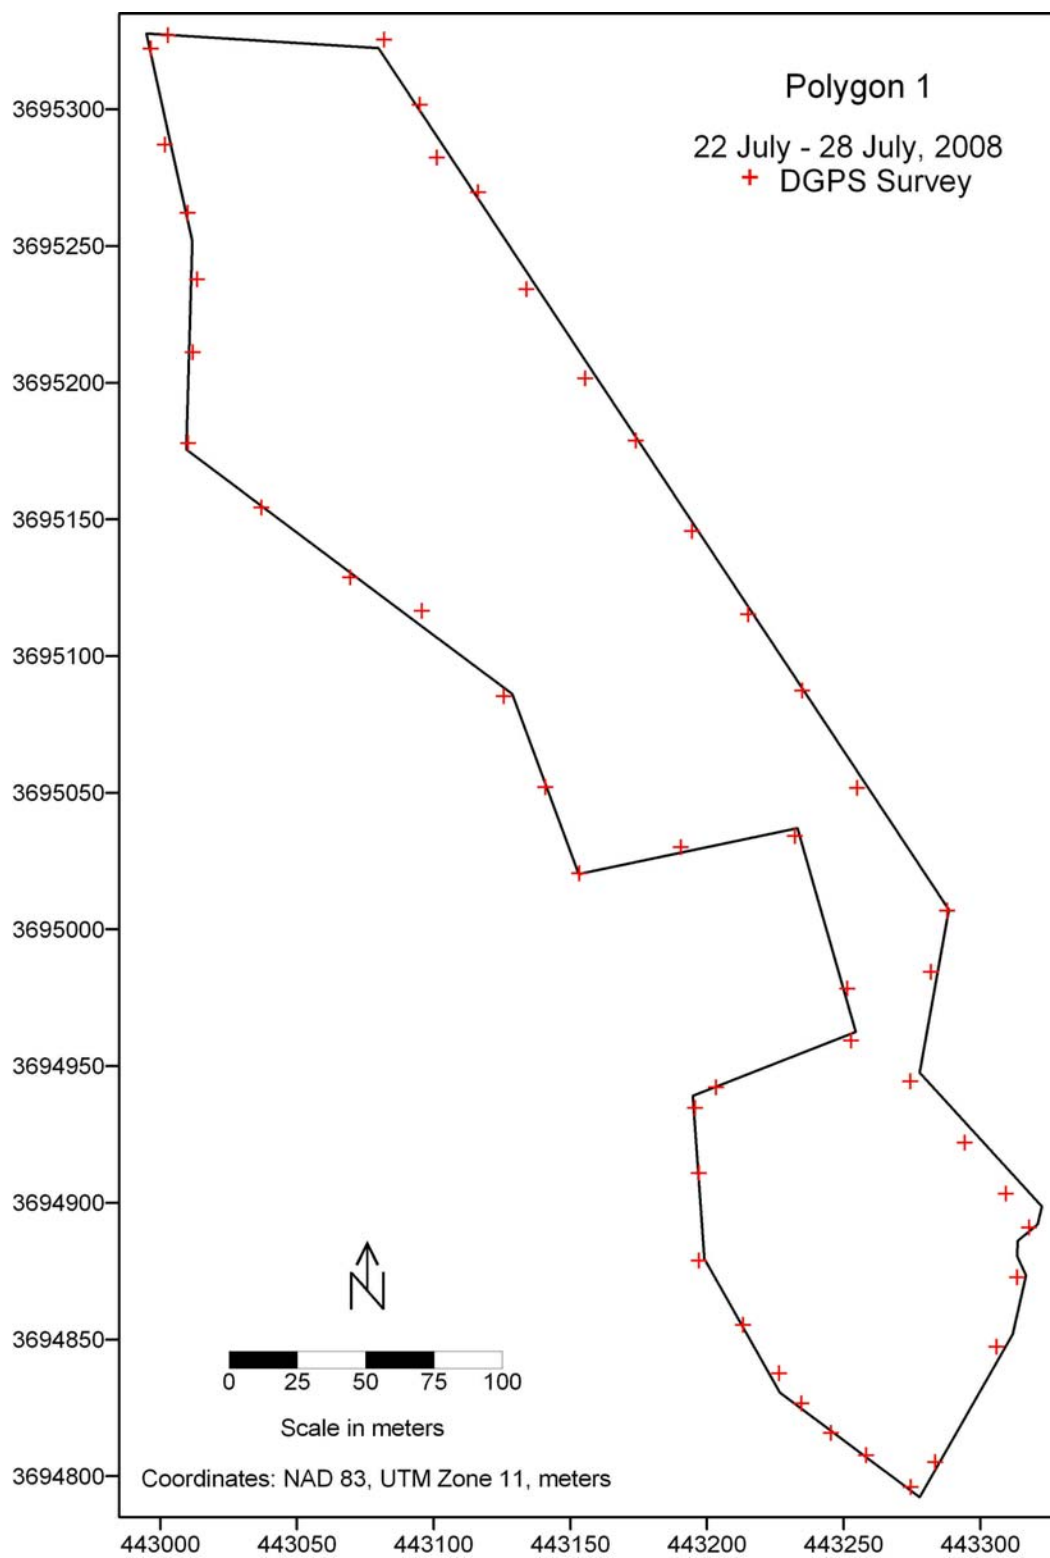 Polygon 1
22 July - 28 July, 2008
+ DGPS Survey
3695300
3695250
3695200
3695150
3695100
3695050
3695000
3694950
3694900
3694850
3694800
N
0 25 50 75 100
Scale in meters
Coordinates: NAD 83, UTM Zone 11, meters
443000 443050 443100 443150 443200 443250 443300